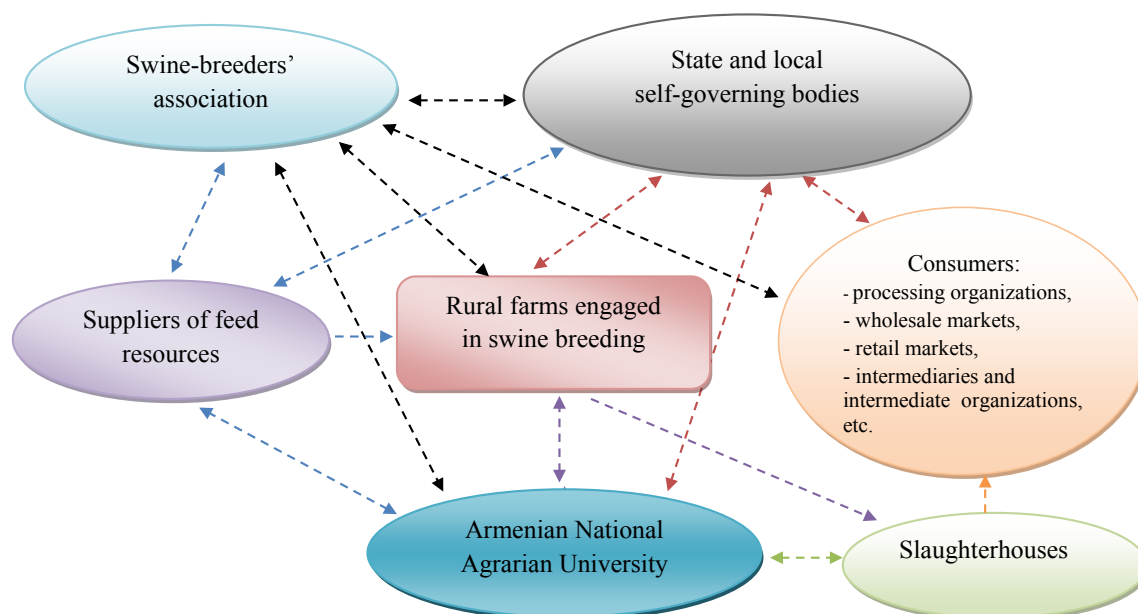 Swine-breeders’
association
State and local
self-governing bodies
Suppliers of feed
resources
Rural farms engaged
in swine breeding
Consumers:
- processing organizations,
- wholesale markets,
- retail markets,
- intermediaries and
intermediate organizations,
etc.
Armenian National
Agrarian University
Slaughterhouses